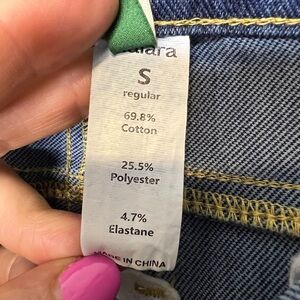 S
regular
69.8%
Cotton
25.5%
Polyester
4.7%
Elastane
MADE IN CHINA